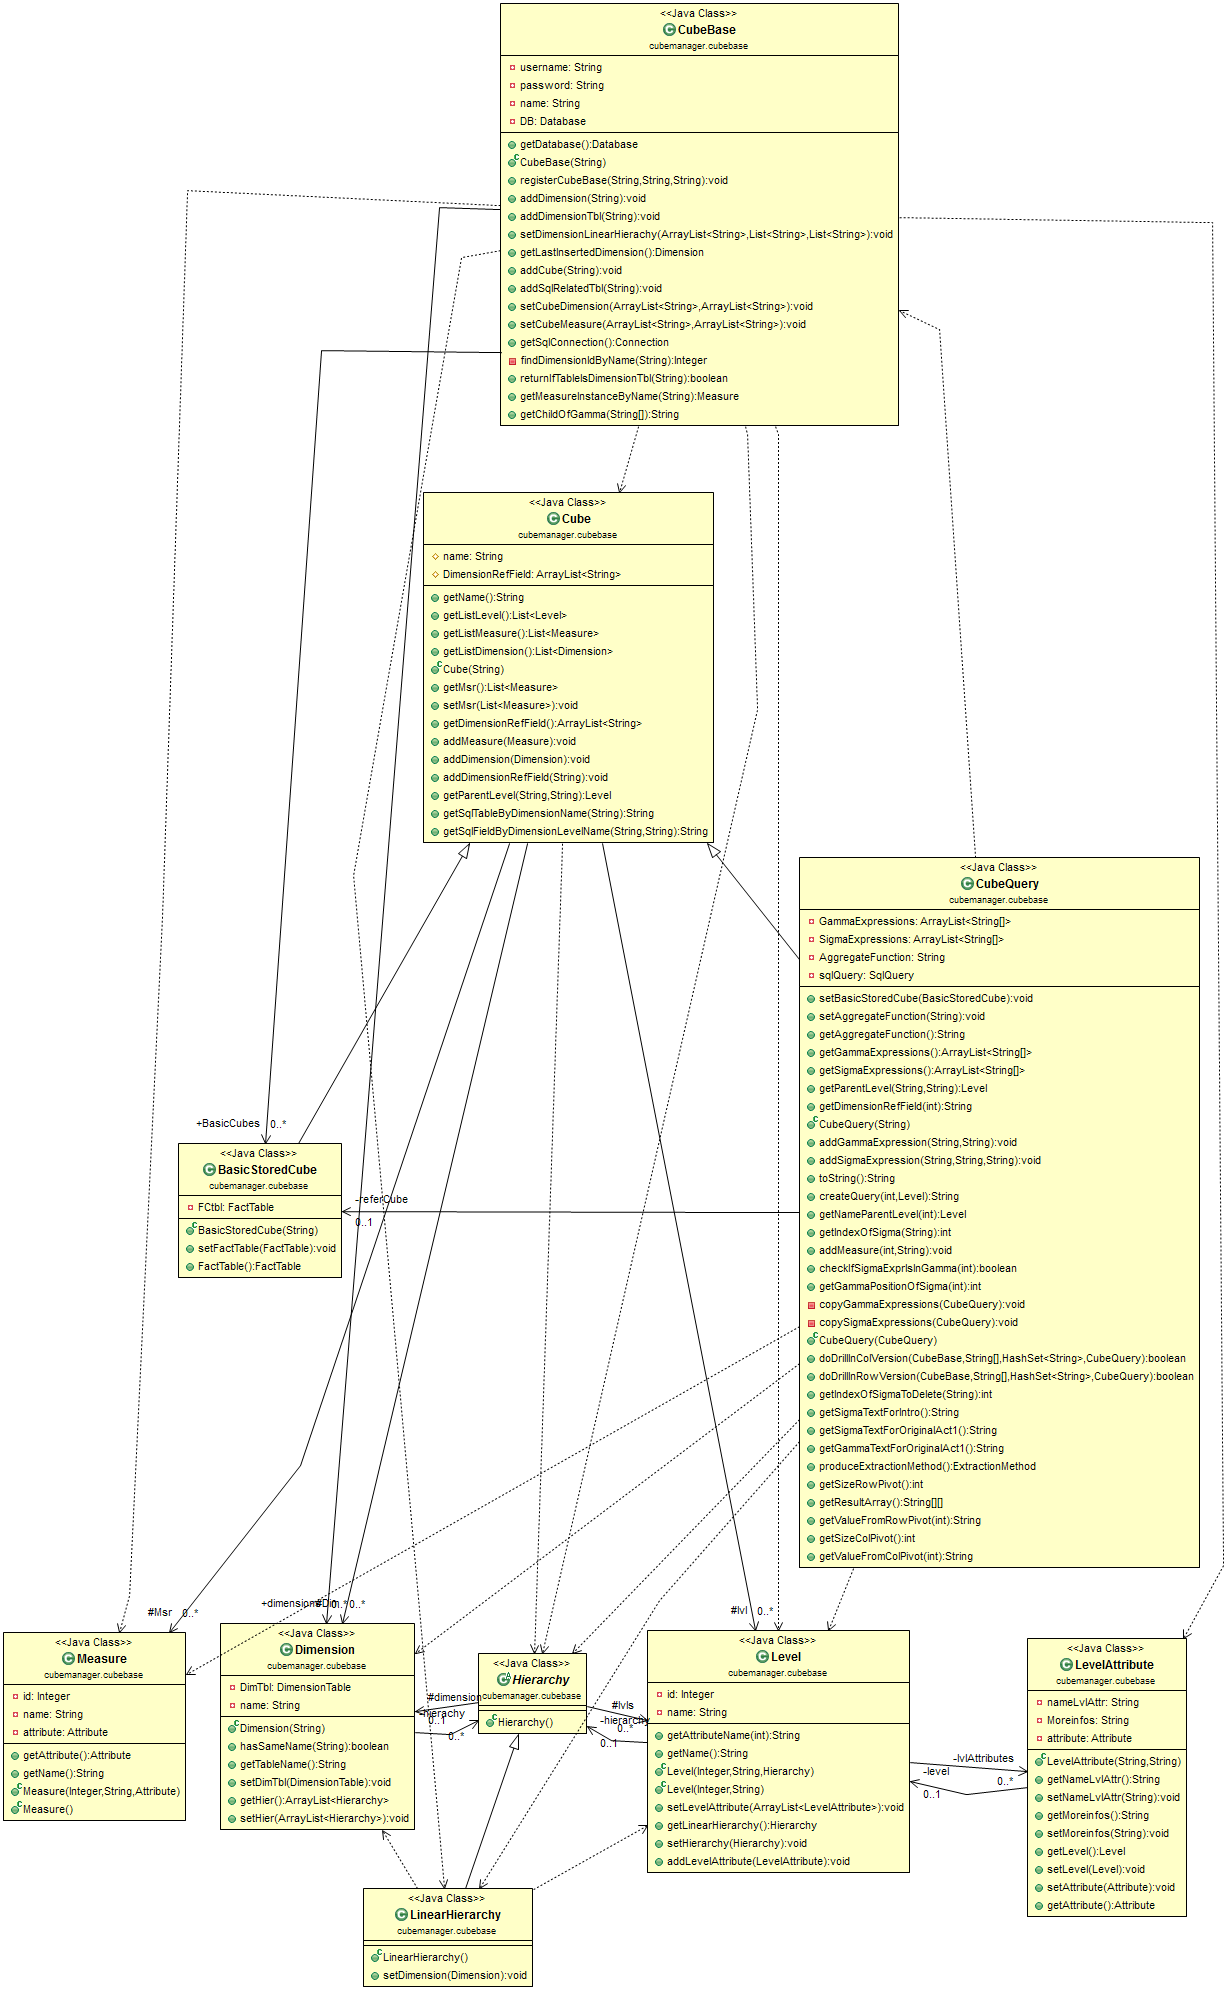 <<Java Class>>
CubeBase
cubemanager.cubebase
username: String
password: String
name: String
DB: Database
getDatabase():Database
CubeBase(String)
registerCubeBase(String,String,String):void
addDimension(String):void
addDimensionTbl(String):void
setDimensionLinearHierachy(ArrayList<String>,List<String>,List<String>):void
getLastInsertedDimension():Dimension
addCube(String):void
addSqlRelatedTbl(String):void
setCubeDimension(ArrayList<String>,ArrayList<String>):void
setCubeMeasure(ArrayList<String>,ArrayList<String>):void
getSqlConnection():Connection
findDimensionIdByName(String):Integer
returnIfTableIsDimensionTbl(String):boolean
getMeasureInstanceByName(String):Measure
getChildOfGamma(String[]):String
<<Java Class>>
Cube
cubemanager.cubebase
name: String
DimensionRefField: ArrayList<String>
getName():String
getListLevel():List<Level>
getListMeasure():List<Measure>
getListDimension():List<Dimension>
Cube(String)
getMsr():List<Measure>
setMsr(List<Measure>):void
getDimensionRefField():ArrayList<String>
addMeasure(Measure):void
addDimension(Dimension):void
addDimensionRefField(String):void
getParentLevel(String,String):Level
getSqlTableByDimensionName(String):String
getSqlFieldByDimensionLevelName(String,String):String
<<Java Class>>
CubeQuery
cubemanager.cubebase
GammaExpressions: ArrayList<String[]>
SigmaExpressions: ArrayList<String[]>
AggregateFunction: String
sqlQuery: SqlQuery
setBasicStoredCube(BasicStoredCube):void
setAggregateFunction(String):void
getAggregateFunction():String
getGammaExpressions():ArrayList<String[]>
getSigmaExpressions():ArrayList<String[]>
getParentLevel(String,String):Level
getDimensionRefField(int):String
CubeQuery(String)
addGammaExpression(String,String):void
addSigmaExpression(String,String,String):void
toString():String
createQuery(int,Level):String
getNameParentLevel(int):Level
getIndexOfSigma(String):int
addMeasure(int,String):void
checkIfSigmaExprIsInGamma(int):boolean
getGammaPositionOfSigma(int):int
copyGammaExpressions(CubeQuery):void
copySigmaExpressions(CubeQuery):void
CubeQuery(CubeQuery)
doDrillInColVersion(CubeBase,String[],HashSet<String>,CubeQuery):boolean
doDrillInRowVersion(CubeBase,String[],HashSet<String>,CubeQuery):boolean
getIndexOfSigmaToDelete(String):int
getSigmaTextForIntro():String
getSigmaTextForOriginalAct1():String
getGammaTextForOriginalAct1():String
produceExtractionMethod():ExtractionMethod
getSizeRowPivot():int
getResultArray():String[][]
getValueFromRowPivot(int):String
getSizeColPivot():int
getValueFromColPivot(int):String
+BasicCubes 0..*
<<Java Class>>
BasicStoredCube
cubemanager.cubebase
FCtbl: FactTable
BasicStoredCube(String)
setFactTable(FactTable):void
FactTable():FactTable
-referCube
0..1
#Msr 0..*
<<Java Class>>
Measure
cubemanager.cubebase
id: Integer
name: String
attribute: Attribute
getAttribute():Attribute
getName():String
Measure(Integer,String,Attribute)
Measure()
0..* 0..*
<<Java Class>>
Dimension
cubemanager.cubebase
DimTbl: DimensionTable
name: String
Dimension(String)
hasSameName(String):boolean
getTableName():String
setDimTbl(DimensionTable):void
getHier():ArrayList<Hierarchy>
setHier(ArrayList<Hierarchy>):void
#dimension
0..1
-hierachy
0..*
<<Java Class>>
Hierarchy
cubemanager.cubebase
Hierarchy()
#lvls
0..*
-hierarchy
0..1
#lvl 0..*
<<Java Class>>
Level
cubemanager.cubebase
id: Integer
name: String
getAttributeName(int):String
getName():String
Level(Integer,String,Hierarchy)
Level(Integer,String)
setLevelAttribute(ArrayList<LevelAttribute>):void
getLinearHierarchy():Hierarchy
setHierarchy(Hierarchy):void
addLevelAttribute(LevelAttribute):void
-lvlAttributes
0..*
-level
0..1
<<Java Class>>
LevelAttribute
cubemanager.cubebase
nameLvlAttr: String
Moreinfos: String
attribute: Attribute
LevelAttribute(String,String)
getNameLvlAttr():String
setNameLvlAttr(String):void
getMoreinfos():String
setMoreinfos(String):void
getLevel():Level
setLevel(Level):void
setAttribute(Attribute):void
getAttribute():Attribute
<<Java Class>>
LinearHierarchy
cubemanager.cubebase
LinearHierarchy()
setDimension(Dimension):void